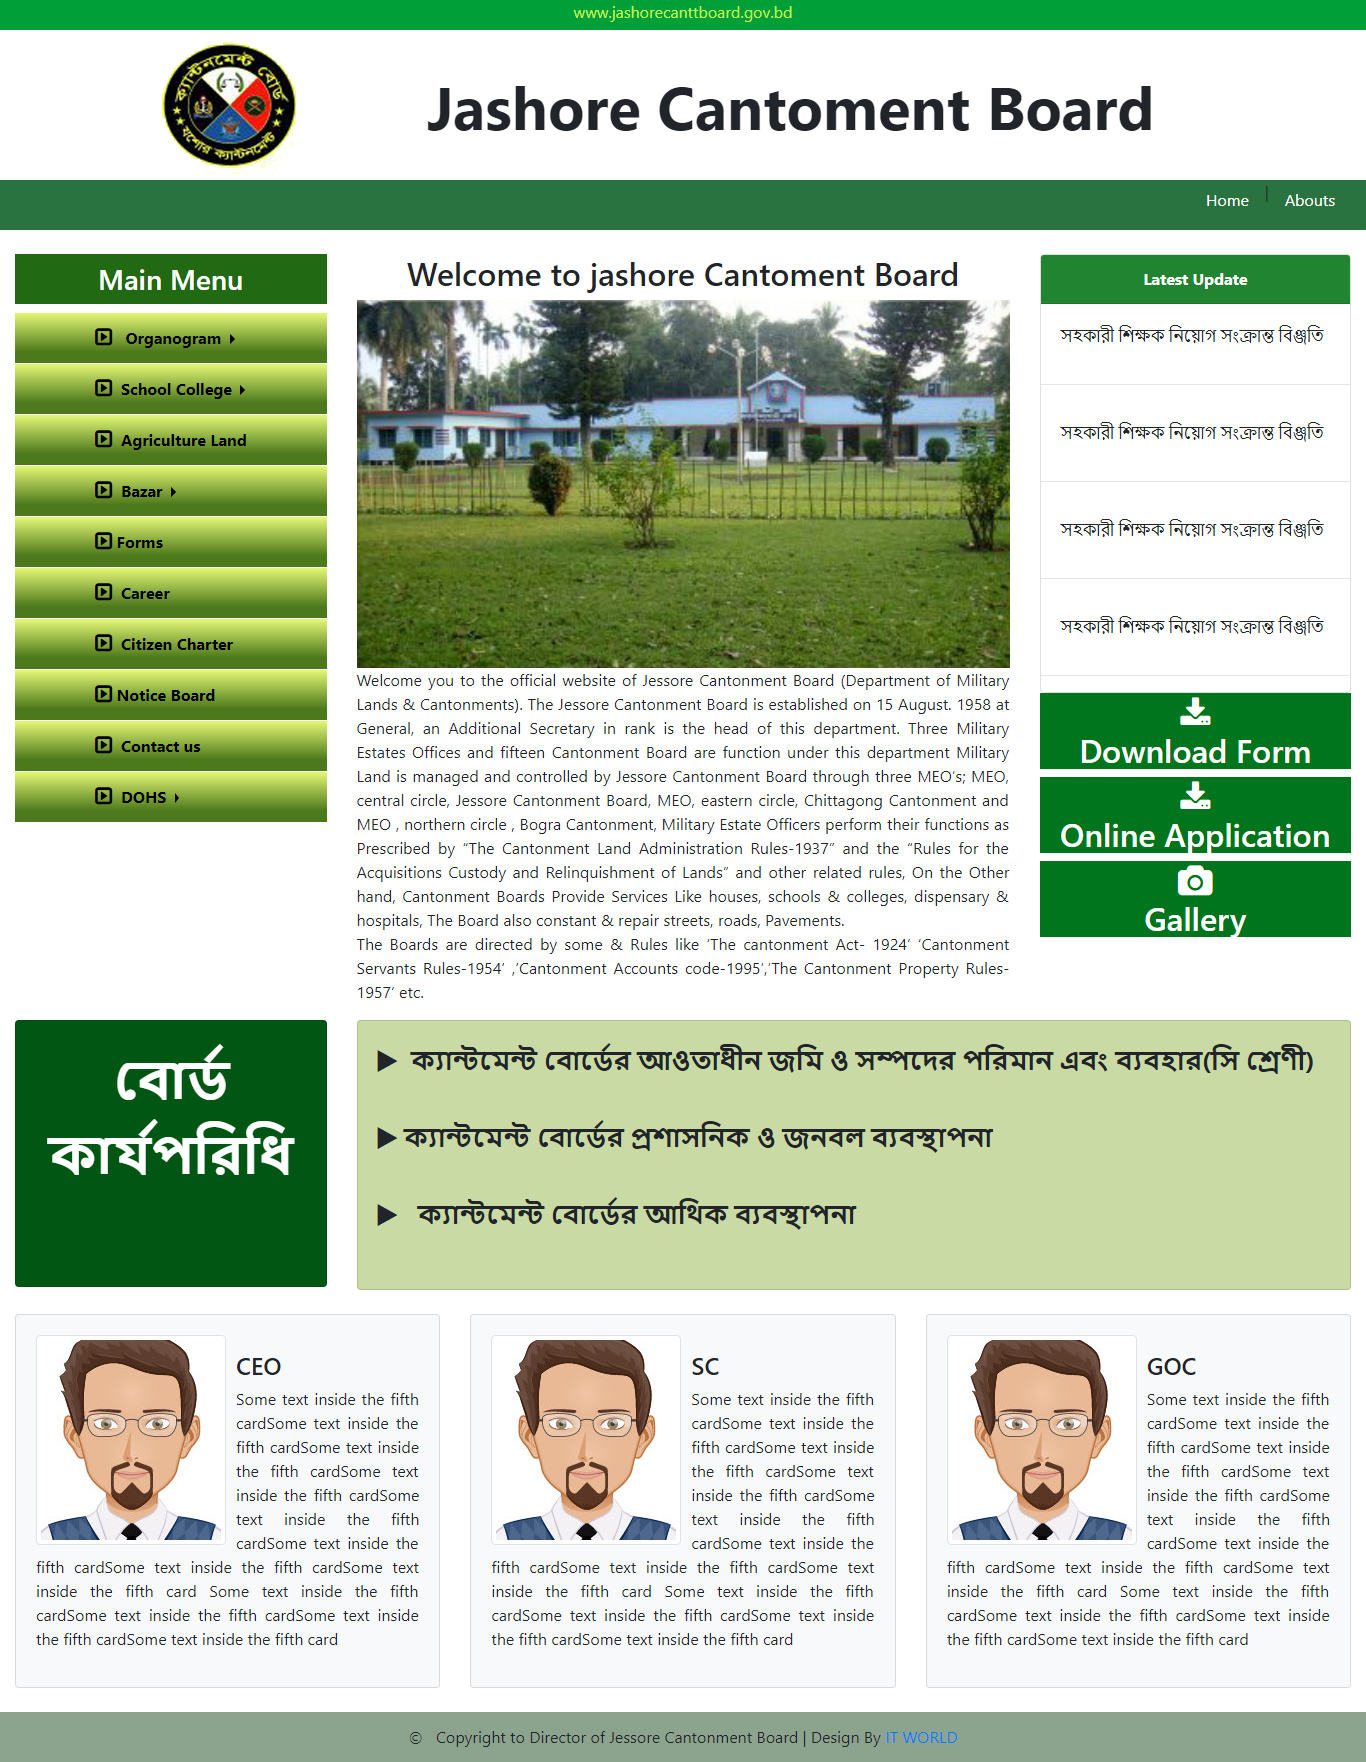 www.jashorecanttboard.gov.bd
ক্যান্টনমেন্ট বোর্ড
যশোর ক্যান্টনমেন্ট
Jashore Cantoment Board
Home | Abouts
Main Menu
Organogram
School College
Agriculture Land
Bazar
Forms
Career
Citizen Charter
Notice Board
Contact us
DOHS
Welcome to jashore Cantoment Board
Welcome you to the official website of Jessore Cantonment Board (Department of Military
Lands & Cantonments). The Jessore Cantonment Board is established on 15 August. 1958 at
General, an Additional Secretary in rank is the head of this department. Three Military
Estates Offices and fifteen Cantonment Board are function under this department Military
Land is managed and controlled by Jessore Cantonment Board through three MEO’s; MEO,
central circle, Jessore Cantonment Board, MEO, eastern circle, Chittagong Cantonment and
MEO , northern circle , Bogra Cantonment, Military Estate Officers perform their functions as
Prescribed by “The Cantonment Land Administration Rules-1937” and the “Rules for the
Acquisitions Custody and Relinquishment of Lands” and other related rules, On the Other
hand, Cantonment Boards Provide Services Like houses, schools & colleges, dispensary &
hospitals, The Board also constant & repair streets, roads, Pavements.
The Boards are directed by some & Rules like ‘The cantonment Act- 1924’ ‘Cantonment
Servants Rules-1954’ ,‘Cantonment Accounts code-1995’,‘The Cantonment Property Rules-
1957’ etc.
Latest Update
সহকারী শিক্ষক নিয়োগ সংক্রান্ত বিঞ্জতি
সহকারী শিক্ষক নিয়োগ সংক্রান্ত বিঞ্জতি
সহকারী শিক্ষক নিয়োগ সংক্রান্ত বিঞ্জতি
সহকারী শিক্ষক নিয়োগ সংক্রান্ত বিঞ্জতি
Download Form
Online Application
Gallery
বোর্ড
কার্যপরিধি
ক্যান্টমেন্ট বোর্ডের আওতাধীন জমি ও সম্পদের পরিমান এবং ব্যবহার(সি শ্রেণী)
ক্যান্টমেন্ট বোর্ডের প্রশাসনিক ও জনবল ব্যবস্থাপনা
ক্যান্টমেন্ট বোর্ডের আর্থিক ব্যবস্থাপনা
CEO
Some text inside the fifth
cardSome text inside the
fifth cardSome text inside
the fifth cardSome text
inside the fifth cardSome
text inside the fifth
cardSome text inside the
fifth cardSome text inside the fifth cardSome text
inside the fifth card Some text inside the fifth
cardSome text inside the fifth cardSome text inside
the fifth cardSome text inside the fifth card
SC
Some text inside the fifth
cardSome text inside the
fifth cardSome text inside
the fifth cardSome text
inside the fifth cardSome
text inside the fifth
cardSome text inside the
fifth cardSome text inside the fifth cardSome text
inside the fifth card Some text inside the fifth
cardSome text inside the fifth cardSome text inside
the fifth cardSome text inside the fifth card
GOC
Some text inside the fifth
cardSome text inside the
fifth cardSome text inside
the fifth cardSome text
inside the fifth cardSome
text inside the fifth
cardSome text inside the
fifth cardSome text inside the fifth cardSome text
inside the fifth card Some text inside the fifth
cardSome text inside the fifth cardSome text inside
the fifth cardSome text inside the fifth card
© Copyright to Director of Jessore Cantonment Board | Design By IT WORLD